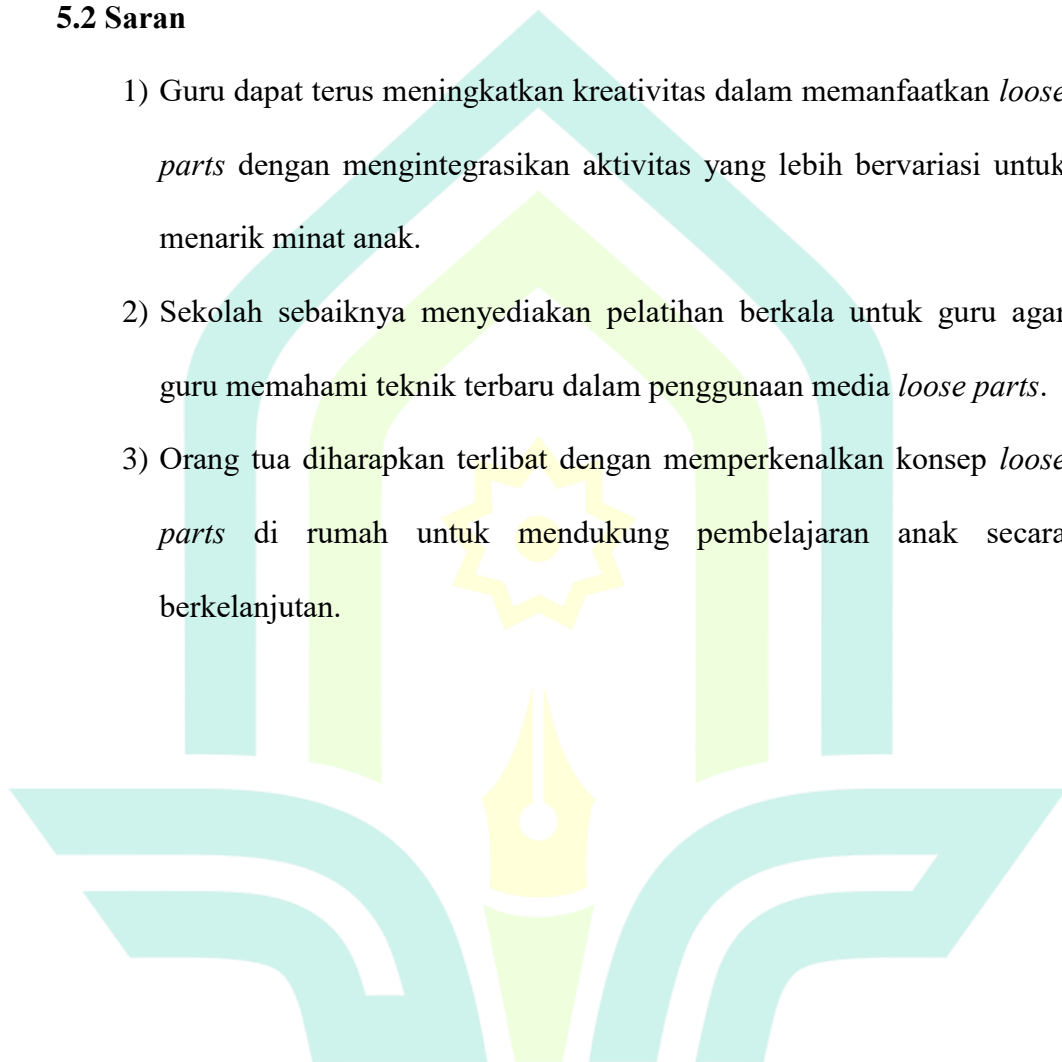 5.2 Saran
1) Guru dapat terus meningkatkan kreativitas dalam memanfaatkan loose
parts dengan mengintegrasikan aktivitas yang lebih bervariasi untuk
menarik minat anak.
2) Sekolah sebaiknya menyediakan pelatihan berkala untuk guru agar
guru memahami teknik terbaru dalam penggunaan media loose parts.
3) Orang tua diharapkan terlibat dengan memperkenalkan konsep loose
parts di rumah untuk mendukung pembelajaran anak secara
berkelanjutan.